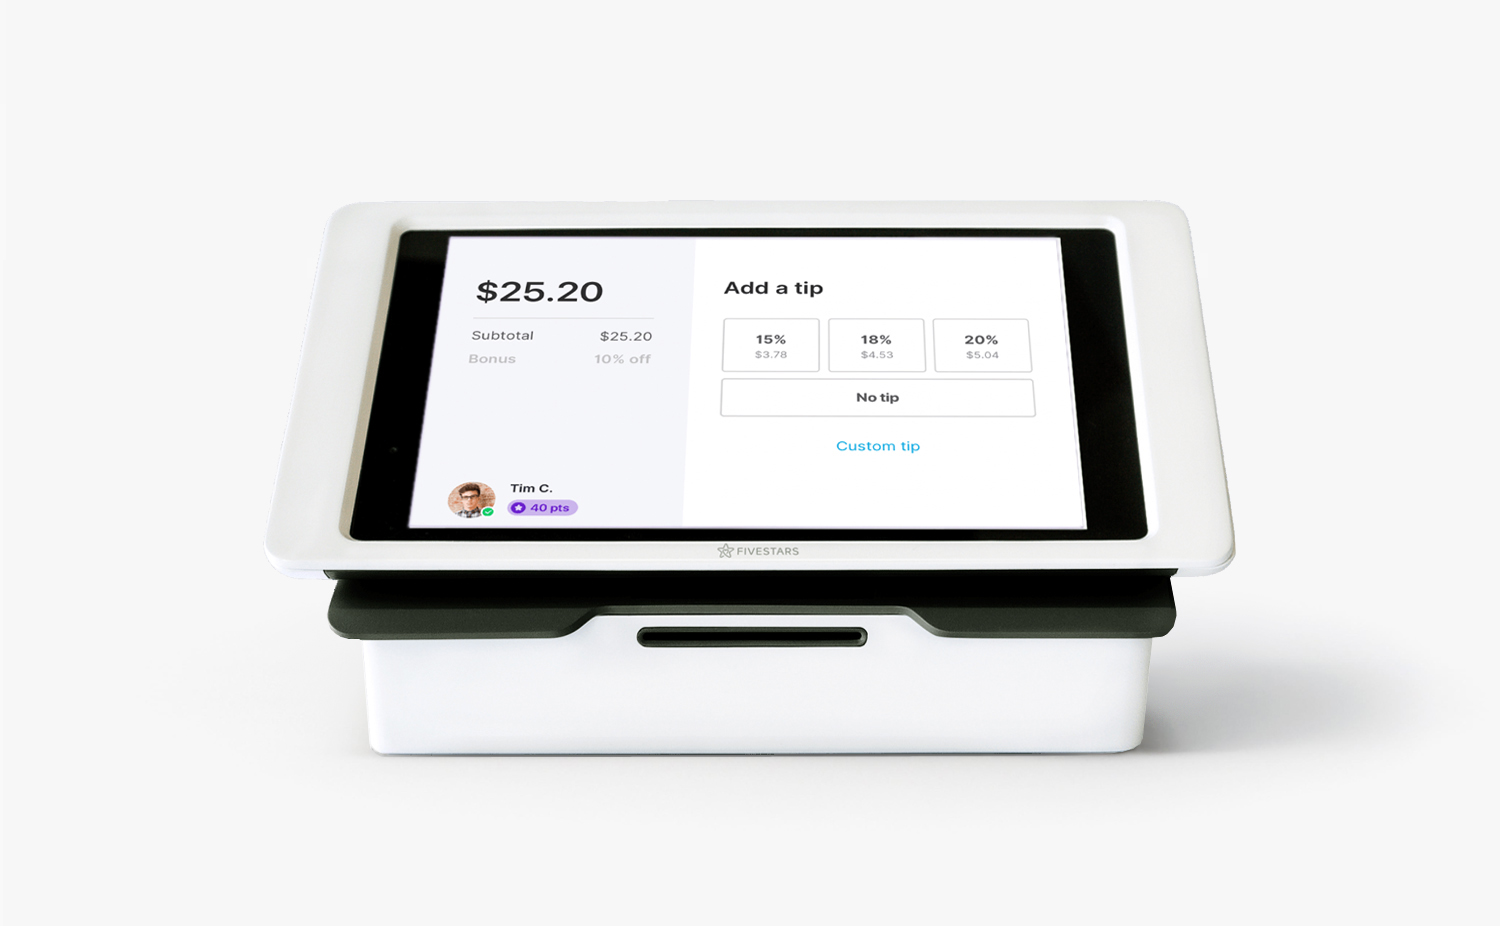 $25.20
Subtotal $25.20
Bonus 10% off
Tim C.
40 pts
Add a tip
15% 18% 20%
$3.78 $4.53 $5.04
No tip
Custom tip
FIVESTARS